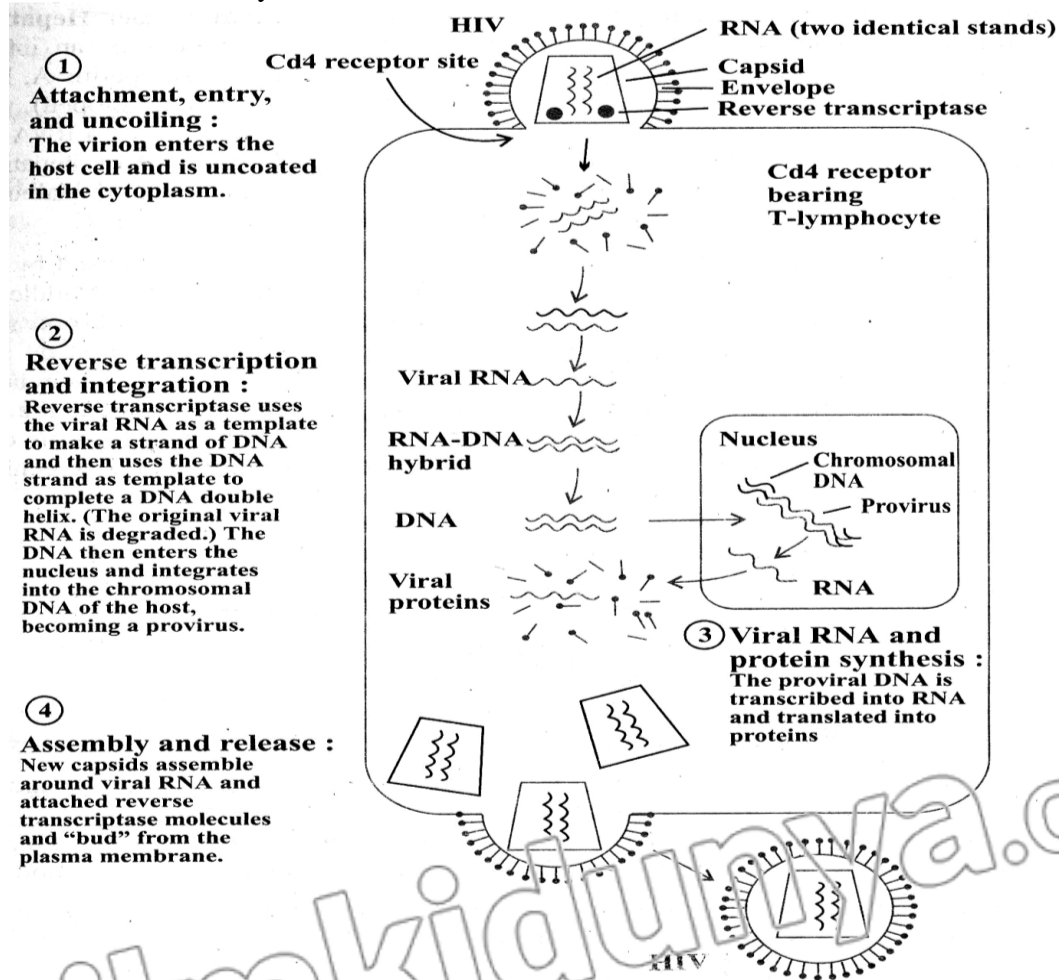 HIV
RNA (two identical stands)
Cd4 receptor site
Capsid
Envelope
Reverse transcriptase
1
Attachment, entry,
and uncoiling :
The virion enters the
host cell and is uncoated
in the cytoplasm.
Cd4 receptor
bearing
T-lymphocyte
2
Reverse transcription
and integration :
Reverse transcriptase uses
the viral RNA as a template
to make a strand of DNA
and then uses the DNA
strand as template to
complete a DNA double
helix. (The original viral
RNA is degraded.) The
DNA then enters the
nucleus and integrates
into the chromosomal
DNA of the host,
becoming a provirus.
Viral RNA
RNA-DNA
hybrid
DNA
Viral
proteins
Nucleus
Chromosomal
DNA
Provirus
RNA
3
Viral RNA and
protein synthesis :
The proviral DNA is
transcribed into RNA
and translated into
proteins
4
Assembly and release :
New capsids assemble
around viral RNA and
attached reverse
transcriptase molecules
and “bud” from the
plasma membrane.
HIV
ilmkidunya.c